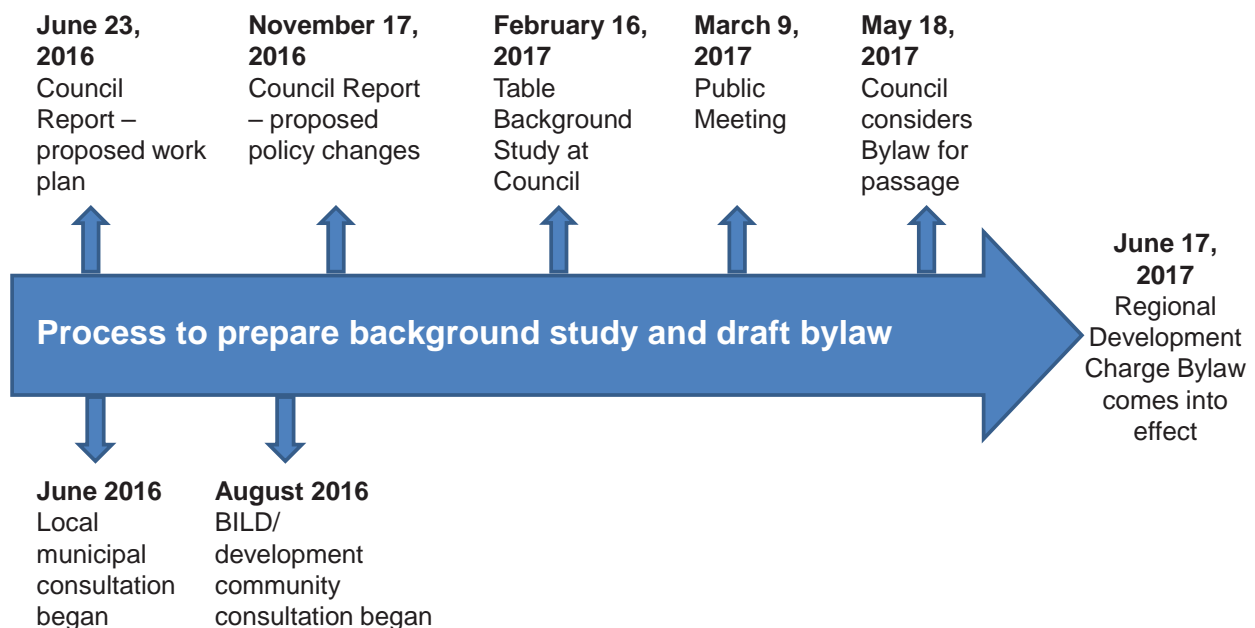 June 23,
2016
Council
Report –
proposed work
plan
November 17,
2016
Council Report
– proposed
policy changes
February 16,
2017
Table
Background
Study at
Council
March 9,
2017
Public
Meeting
May 18,
2017
Council
considers
Bylaw for
passage
Process to prepare background study and draft bylaw
June 17,
2017
Regional
Development
Charge Bylaw
comes into
effect
June 2016
Local
municipal
consultation
began
August 2016
BILD/
development
community
consultation began